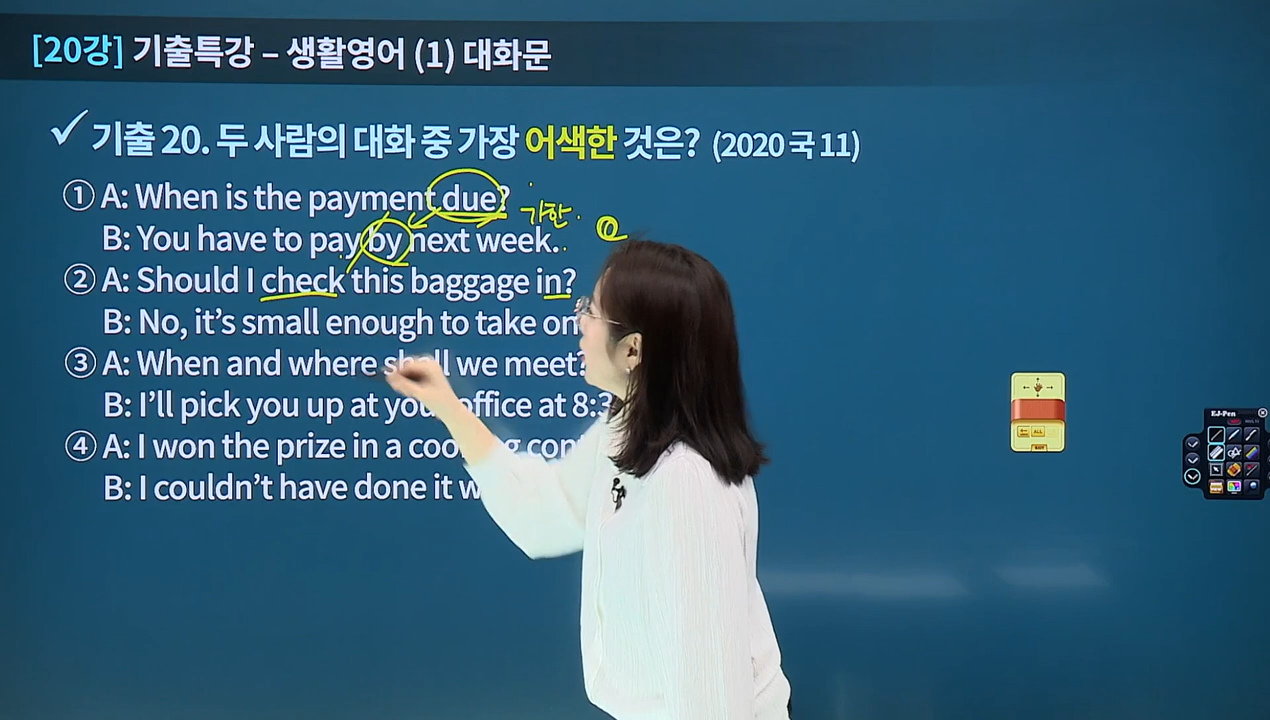 [20강] 기출특강 – 생활영어 (1) 대화문
기출 20. 두 사람의 대화 중 가장 어색한 것은? (2020 국 11)
① A: When is the payment due?
기한
B: You have to pay by next week.
② A: Should I check this baggage in?
B: No, it's small enough to take on
③ A: When and where shall we meet?
B: I'll pick you up at your office at 8:3
④ A: I won the prize in a cooking
B: I couldn't have done it
EJ-Pen
ALL